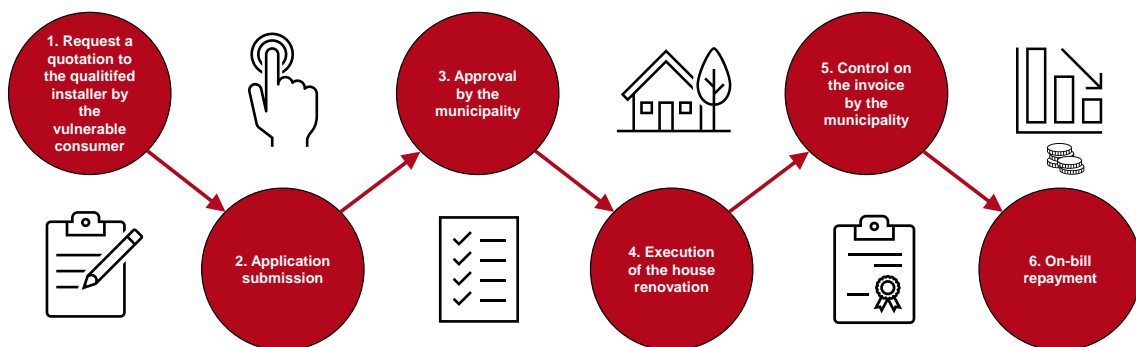 1. Request a
quotation to
the qualitifed
installer by
the
vulnerable
consumer
2. Application
submission
3. Approval
by the
municipality
4. Execution
of the house
renovation
5. Control on
the invoice by
the
municipality
6. On-bill
repayment